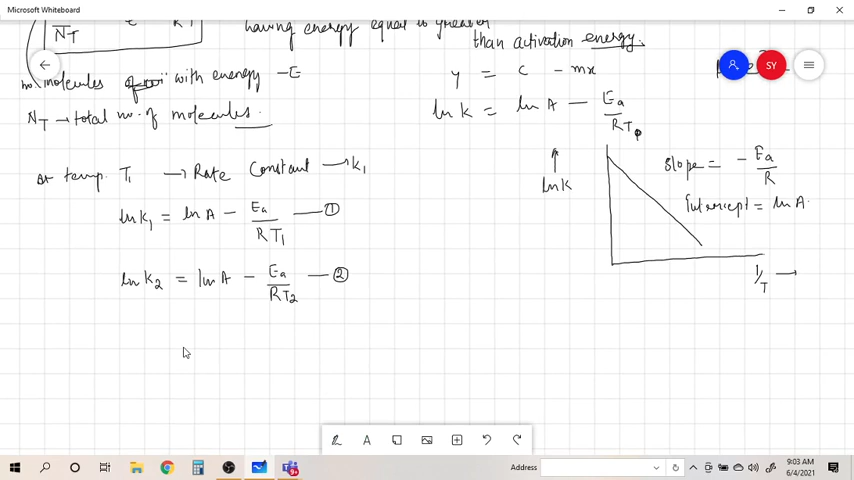 Microsoft Whiteboard
N_T
having energy equal to greater
than activation energy.
no. molecules with energy -E
N_T → total no. of molecules.
y = c - mx
ln K = ln A - Ea/RT
SY
At temp. T₁ → Rate Constant → K₁
ln K₁ = ln A - Ea/RT₁ — ①
ln K₂ = ln A - Ea/RT₂ — ②
↑
ln K
Slope = - Ea/R
Intercept = ln A.
1/T →
A
9+
Address
9:03 AM
6/4/2021